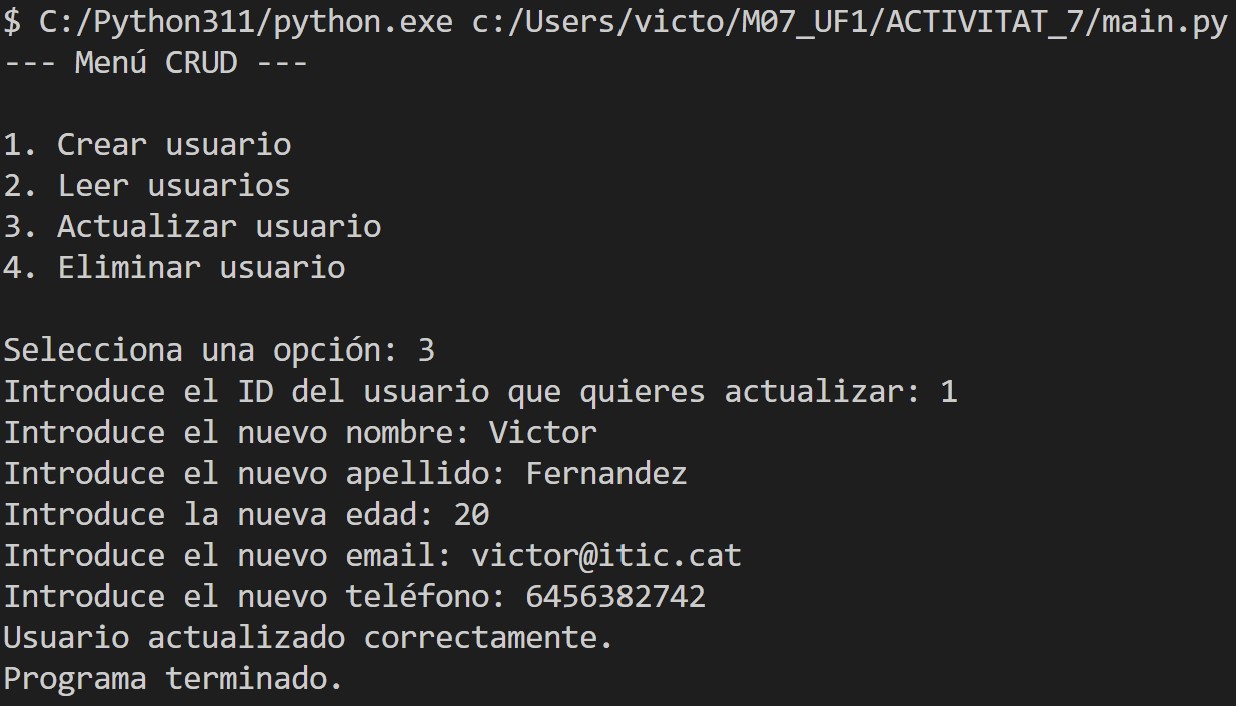 $ C:/Python311/python.exe c:/Users/victo/M07_UF1/ACTIVITAT_7/main.py
--- Menú CRUD ---
1. Crear usuario
2. Leer usuarios
3. Actualizar usuario
4. Eliminar usuario
Selecciona una opción: 3
Introduce el ID del usuario que quieres actualizar: 1
Introduce el nuevo nombre: Victor
Introduce el nuevo apellido: Fernandez
Introduce la nueva edad: 20
Introduce el nuevo email: victor@itic.cat
Introduce el nuevo teléfono: 6456382742
Usuario actualizado correctamente.
Programa terminado.